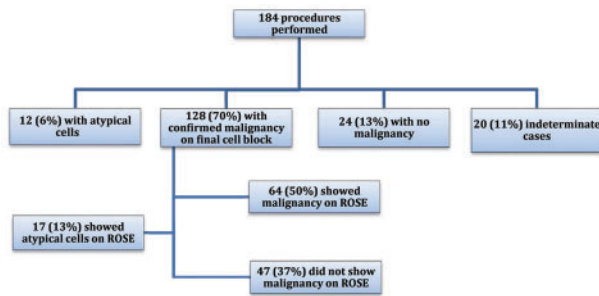 184 procedures
performed
12 (6%) with atypical
cells
128 (70%) with
confirmed malignancy
on final cell block
24 (13%) with no
malignancy
20 (11%) indeterminate
cases
64 (50%) showed
malignancy on ROSE
17 (13%) showed
atypical cells on ROSE
47 (37%) did not show
malignancy on ROSE